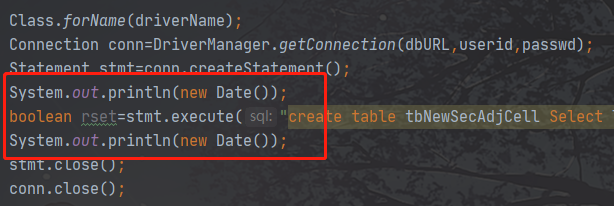 Class.forName(driverName);
Connection conn=DriverManager.getConnection(dbURL,userid,passwd);
Statement stmt=conn.createStatement();
System.out.println(new Date());
boolean rset=stmt.execute( sql: "create table tbNewSecAdjCell Select
System.out.println(new Date());
stmt.close();
conn.close();